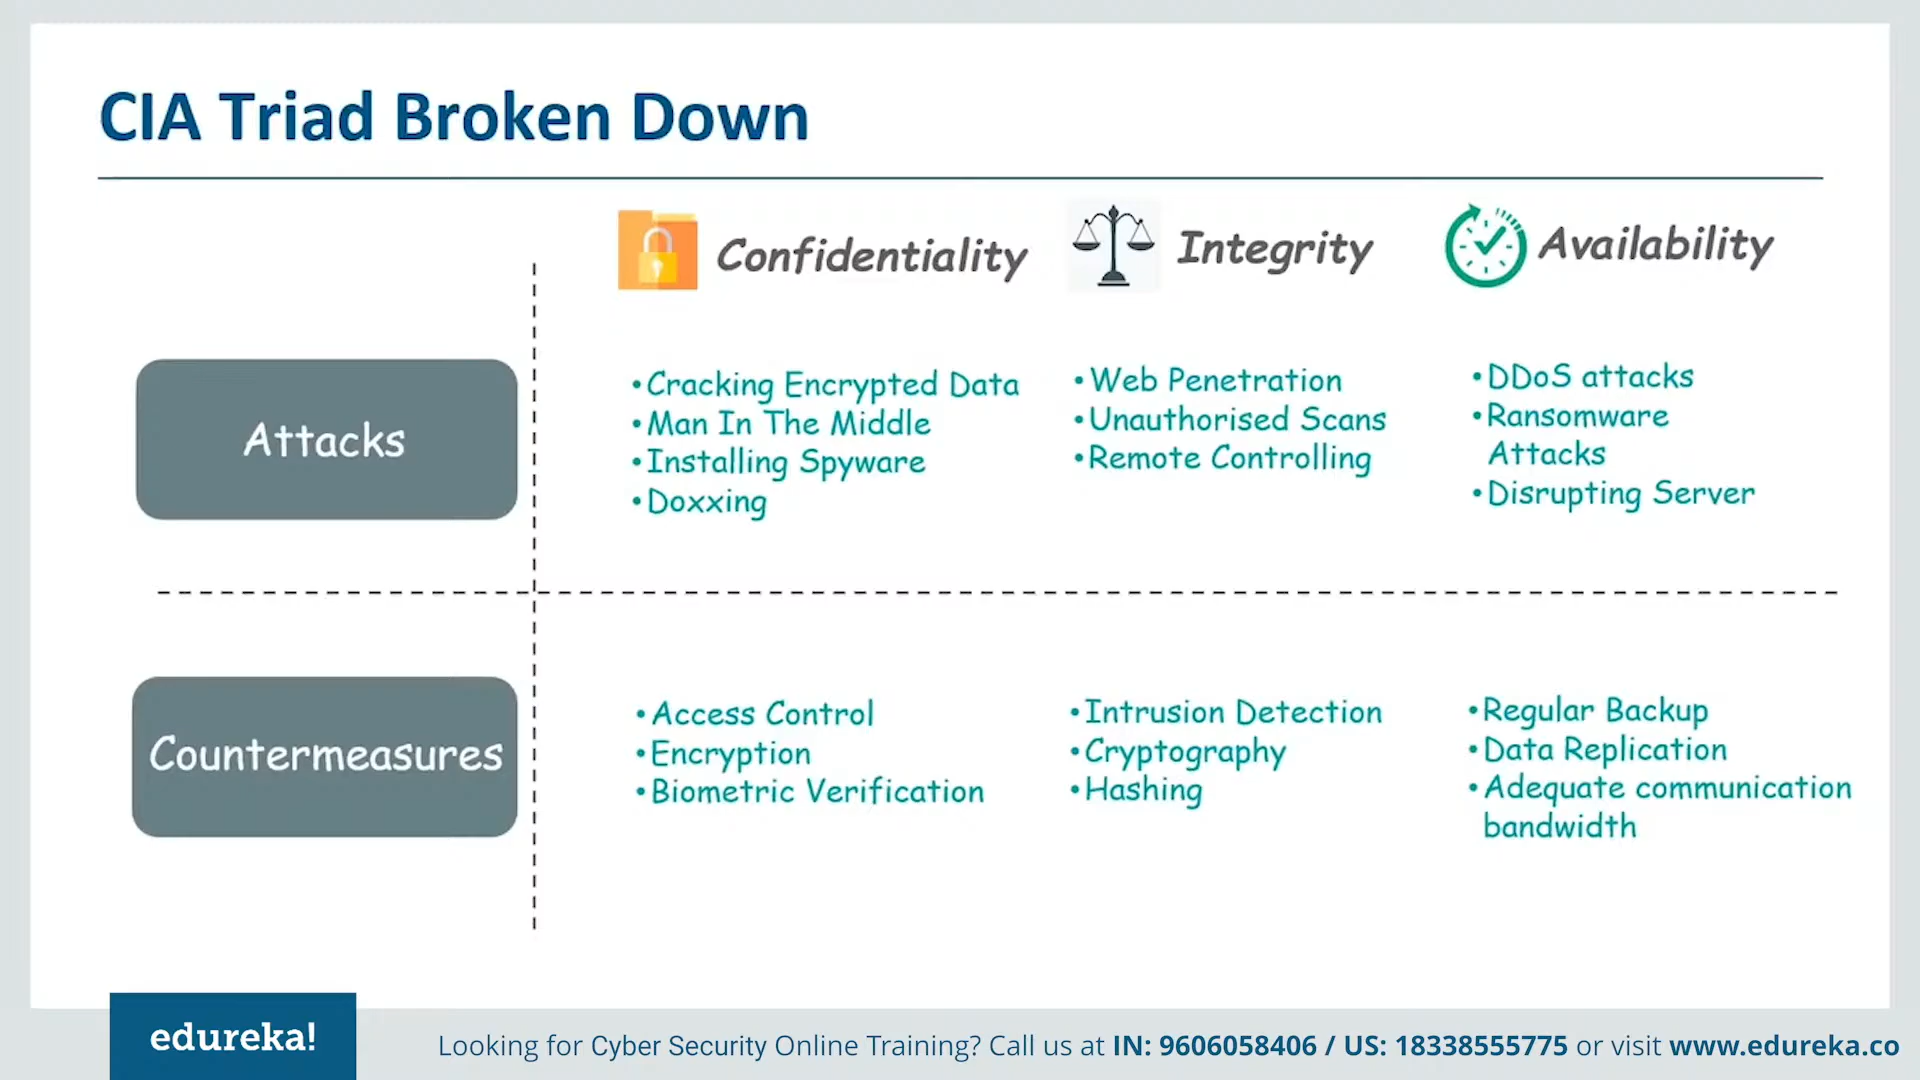 CIA Triad Broken Down
Confidentiality
Integrity
Availability
Attacks
•Cracking Encrypted Data
•Man In The Middle
•Installing Spyware
•Doxxing
•Web Penetration
•Unauthorised Scans
•Remote Controlling
•DDoS attacks
•Ransomware
Attacks
•Disrupting Server
Countermeasures
•Access Control
•Encryption
•Biometric Verification
•Intrusion Detection
•Cryptography
•Hashing
•Regular Backup
•Data Replication
•Adequate communication
bandwidth
edureka!
Looking for Cyber Security Online Training? Call us at IN: 9606058406 / US: 18338555775 or visit www.edureka.co